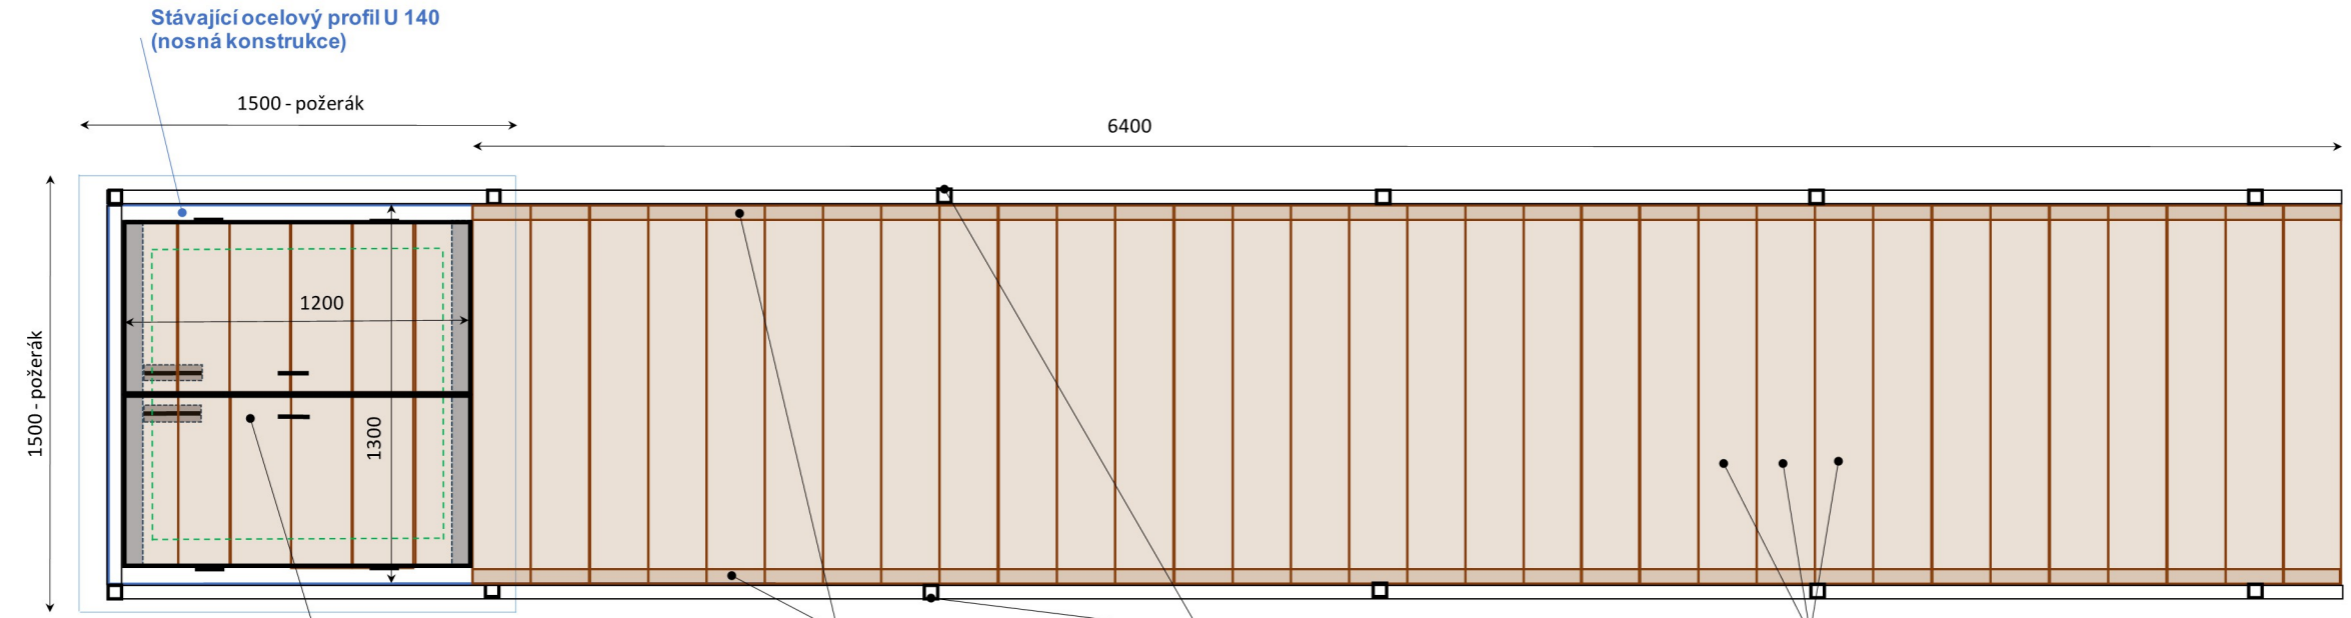 Stávající ocelový profil U 140
(nosná konstrukce)
1500 - požerák
6400
1200
1300
1500 - požerák